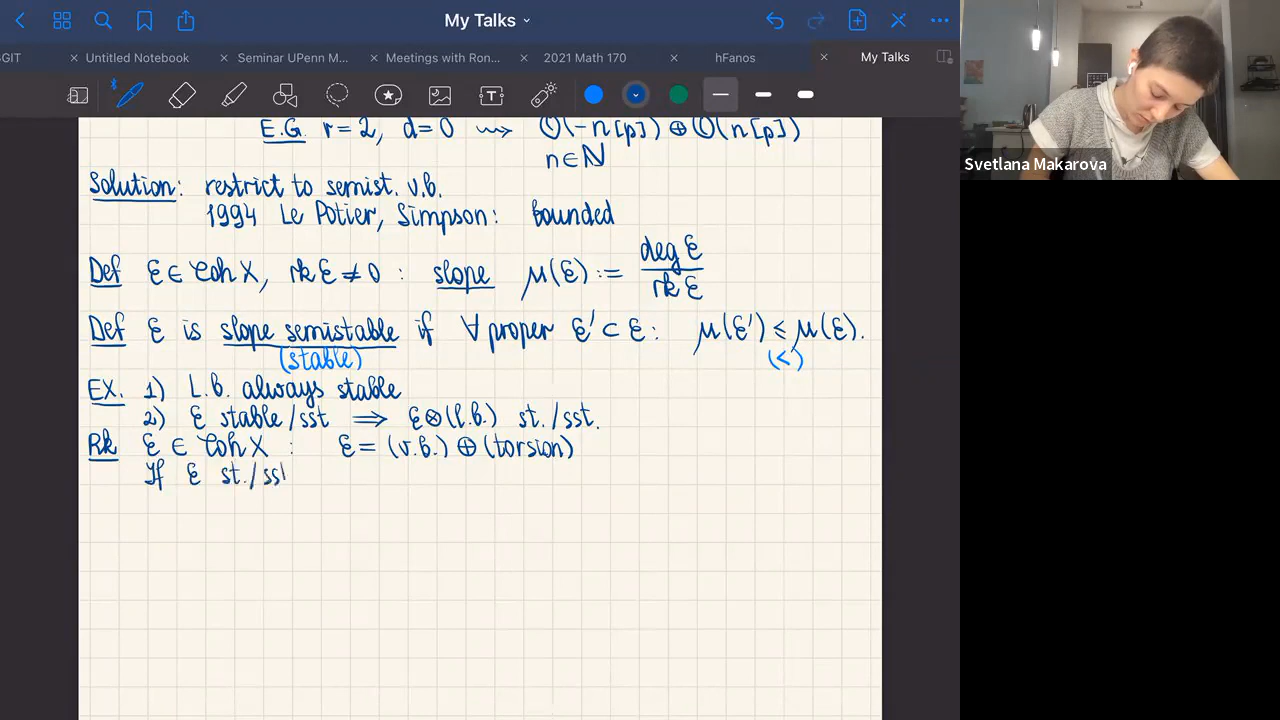 My Talks
GIT
Untitled Notebook
Seminar UPenn M...
Meetings with Ron...
2021 Math 170
hFanos
My Talks
Svetlana Makarova
E.G. r=2, d=0 ⇝ O(-n[p]) ⊕ O(n[p])
n∈ℕ
Solution: restrict to semist. v.b.
1994 Le Potier, Simpson: bounded
Def ℰ ∈ Coh X, rk ℰ ≠ 0 : slope μ(ℰ) := deg ℰ / rk ℰ
Def ℰ is slope semistable if ∀ proper ℰ' ⊂ ℰ : μ(ℰ') ≤ μ(ℰ).
(stable) (<)
EX. 1) L.b. always stable
2) ℰ stable/sst ⟹ ℰ⊗(l.b.) st./sst.
Rk ℰ ∈ Coh X : ℰ = (v.b.) ⊕ (torsion)
If ℰ st./sst